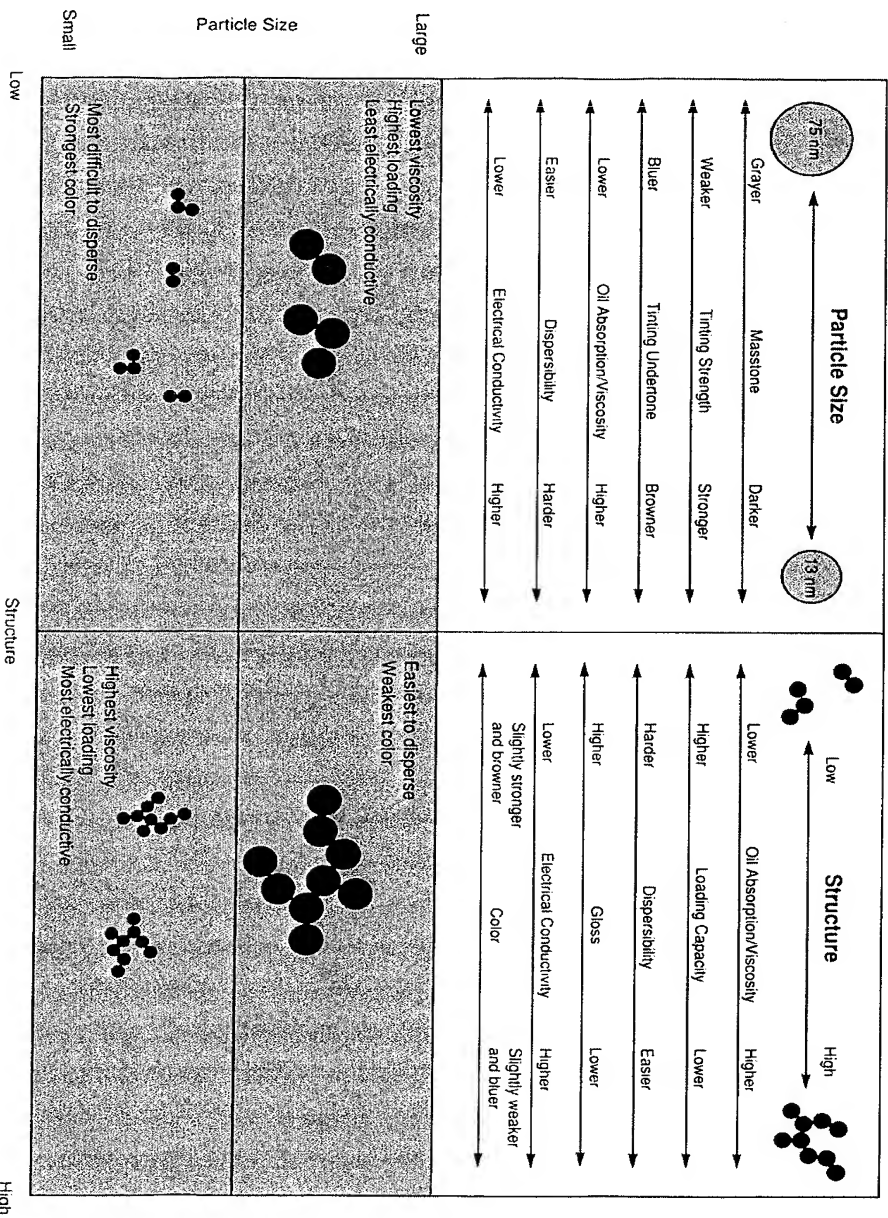 Particle Size
75 nm
13 nm
Grayer Masstone Darker
Weaker Tinting Strength Stronger
Bluer Tinting Undertone Browner
Lower Oil Absorption/Viscosity Higher
Easier Dispersibility Harder
Lower Electrical Conductivity Higher
Structure
Low
High
Lower Oil Absorption/Viscosity Higher
Higher Loading Capacity Lower
Harder Dispersibility Easier
Higher Gloss Lower
Lower Electrical Conductivity Higher
Slightly stronger
and browner
Color
Slightly weaker
and bluer
Large
Particle Size
Small
Lowest viscosity
Highest loading
Least electrically conductive
Easiest to disperse
Weakest color
Most difficult to disperse
Strongest color
Highest viscosity
Lowest loading
Most electrically conductive
Low
Structure
High